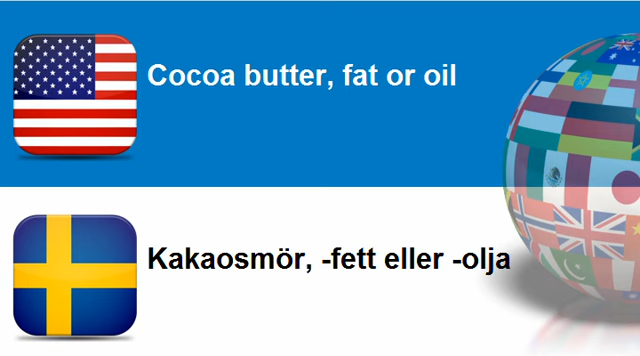 Cocoa butter, fat or oil
Kakaosmör, -fett eller -olja